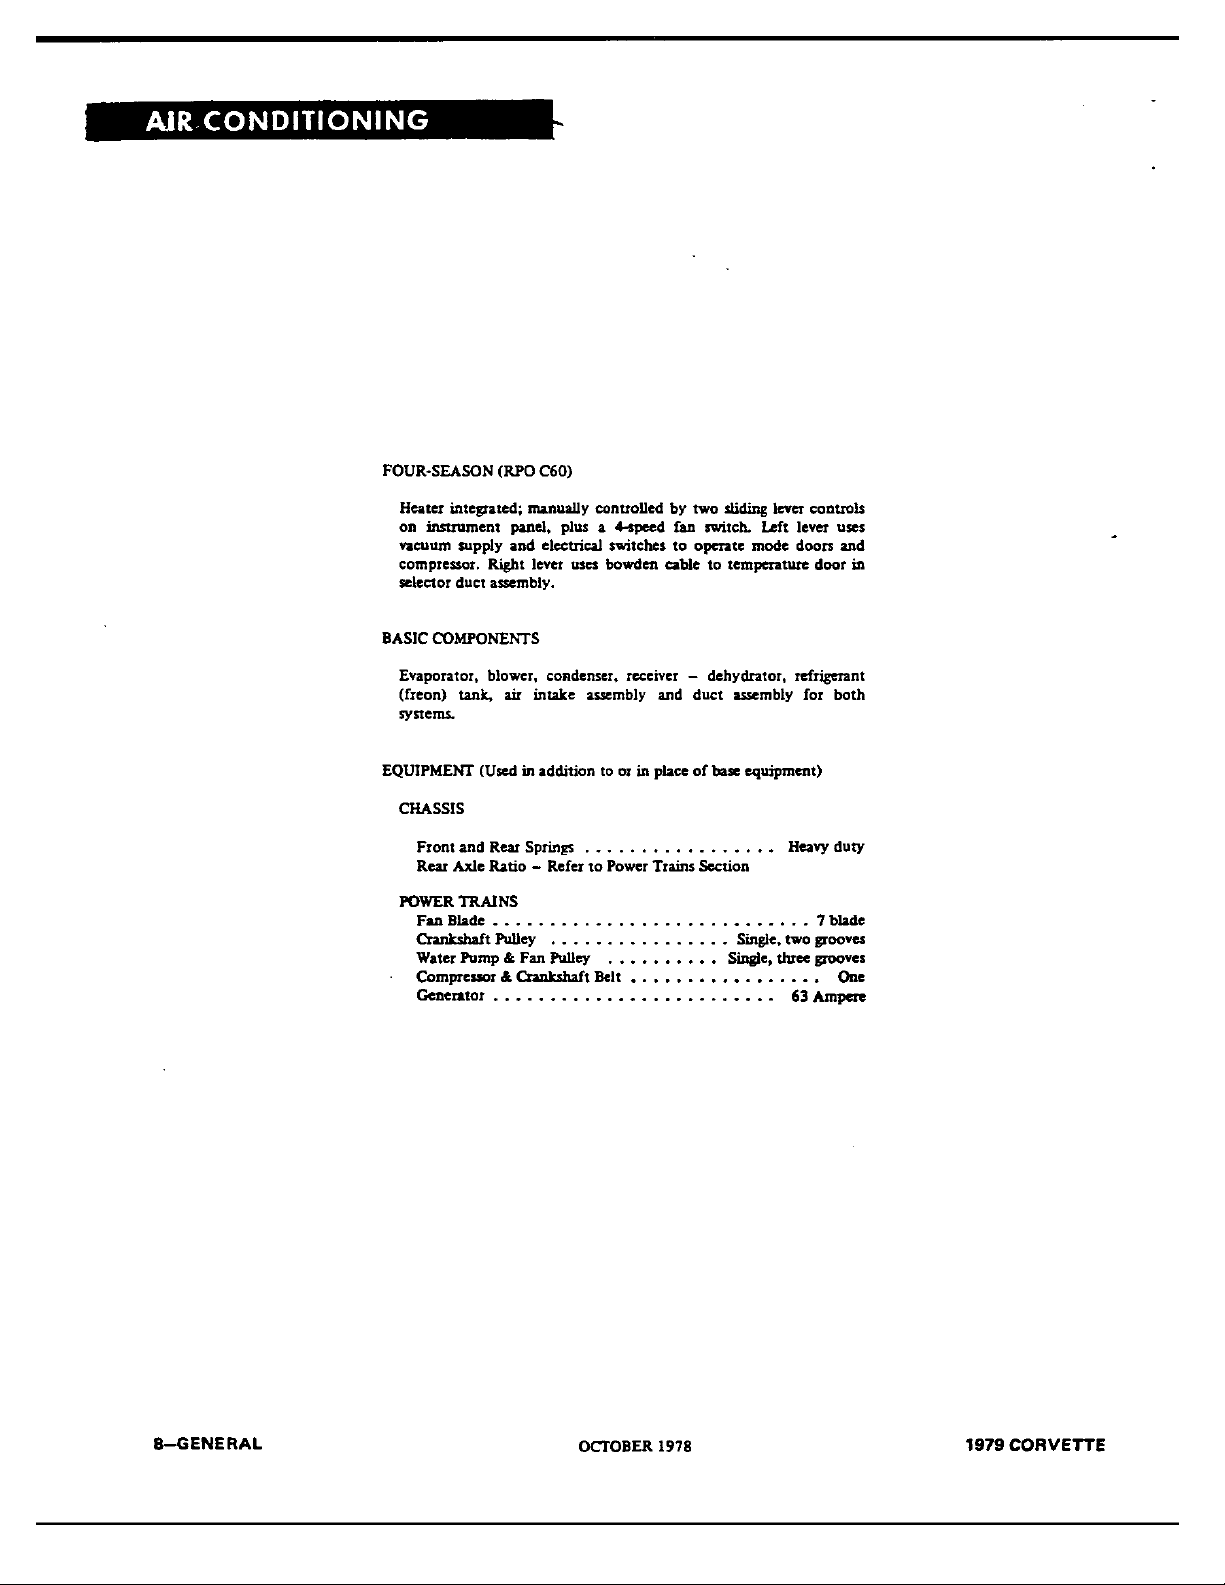 AIR CONDITIONING
FOUR-SEASON (RPO C60)
Heater integrated; manually controlled by two sliding lever controls
on instrument panel, plus a 4-speed fan switch. Left lever uses
vacuum supply and electrical switches to operate mode doors and
compressor. Right lever uses bowden cable to temperature door in
selector duct assembly.
BASIC COMPONENTS
Evaporator, blower, condenser, receiver – dehydrator, refrigerant
(freon) tank, air intake assembly and duct assembly for both
systems.
EQUIPMENT (Used in addition to or in place of base equipment)
CHASSIS
Front and Rear Springs . . . . . . . . . . . . . . . . . Heavy duty
Rear Axle Ratio – Refer to Power Trains Section
POWER TRAINS
Fan Blade . . . . . . . . . . . . . . . . . . . . . . . . . . . . 7 blade
Crankshaft Pulley . . . . . . . . . . . . . . . . Single, two grooves
Water Pump & Fan Pulley . . . . . . . . . . Single, three grooves
Compressor & Crankshaft Belt . . . . . . . . . . . . . . . . . One
Generator . . . . . . . . . . . . . . . . . . . . . . . . . 63 Ampere
8—GENERAL
OCTOBER 1978
1979 CORVETTE